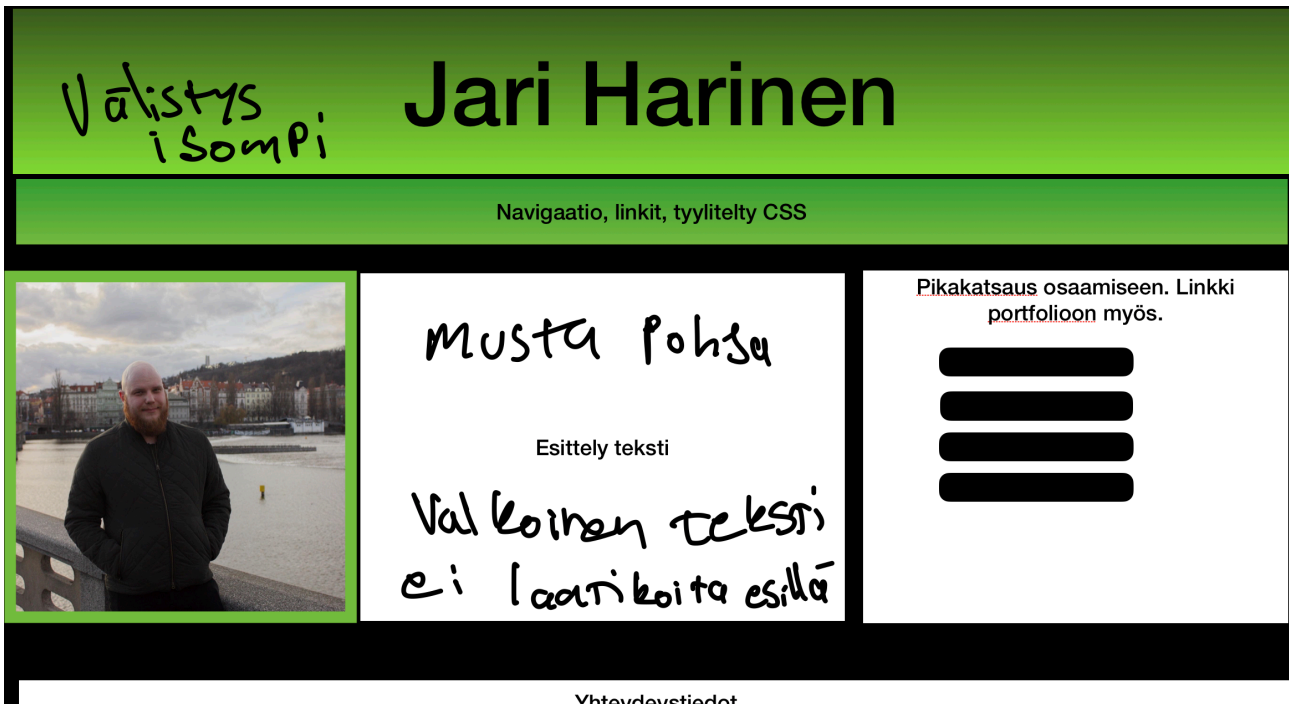 Jari Harinen
Välistys
isompi
Navigaatio, linkit, tyylitelty CSS
Musta Pohja
Esittely teksti
Valkoinen teksti
ei laatikoita esillä
Pikakatsaus osaamiseen. Linkki
portfolioon myös.
Yhteydeystiedot